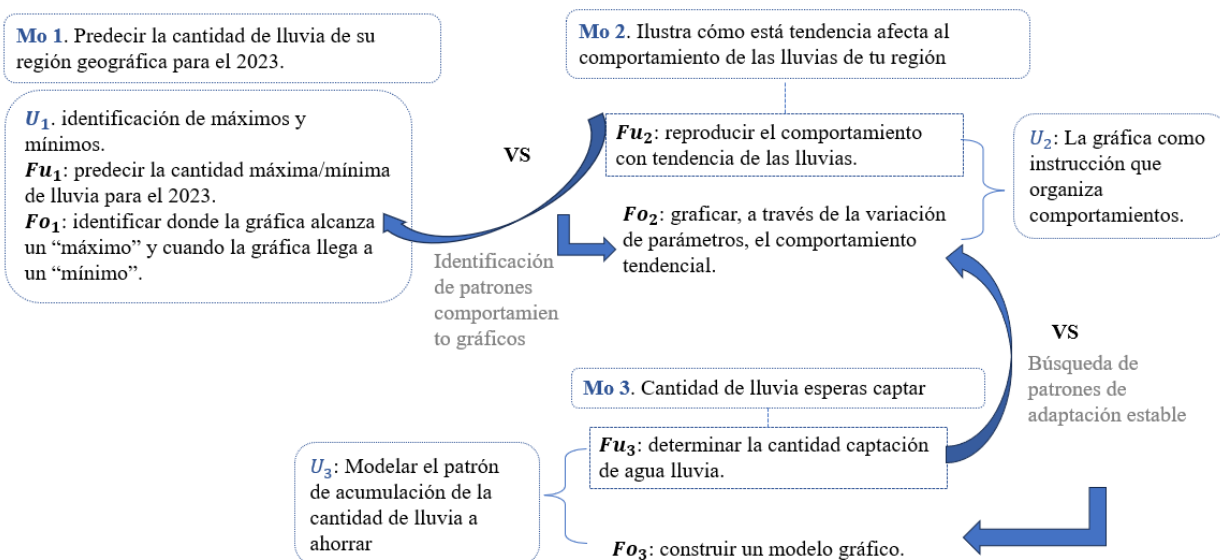 Mo 1. Predecir la cantidad de lluvia de su
región geográfica para el 2023.
U₁. identificación de máximos y
mínimos.
Fu₁: predecir la cantidad máxima/mínima
de lluvia para el 2023.
Fo₁: identificar donde la gráfica alcanza
un “máximo” y cuando la gráfica llega a
un “mínimo”.
VS
Identificación
de patrones
comportamien
to gráficos
Mo 2. Ilustra cómo está tendencia afecta al
comportamiento de las lluvias de tu región
Fu₂: reproducir el comportamiento
con tendencia de las lluvias.
Fo₂: graficar, a través de la variación
de parámetros, el comportamiento
tendencial.
U₂: La gráfica como
instrucción que
organiza
comportamientos.
VS
Búsqueda de
patrones de
adaptación estable
Mo 3. Cantidad de lluvia esperas captar
Fu₃: determinar la cantidad captación
de agua lluvia.
U₃: Modelar el patrón
de acumulación de la
cantidad de lluvia a
ahorrar
Fo₃: construir un modelo gráfico.